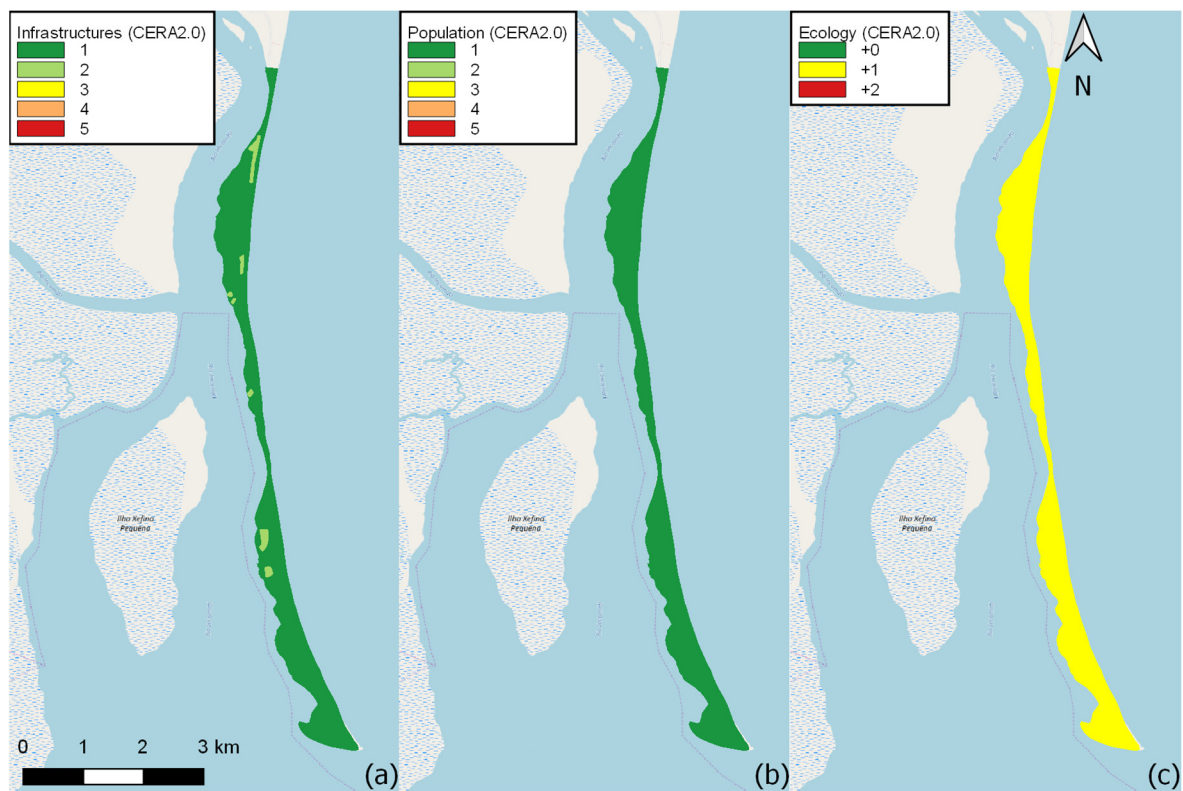 Infrastructures (CERA2.0)
1
2
3
4
5
Population (CERA2.0)
1
2
3
4
5
Ecology (CERA2.0)
+0
+1
+2
N
Ilha Xefina
Pequena
Ilha Xefina
Pequena
Ilha Xefina
Pequena
0 1 2 3 km
(a)
(b)
(c)